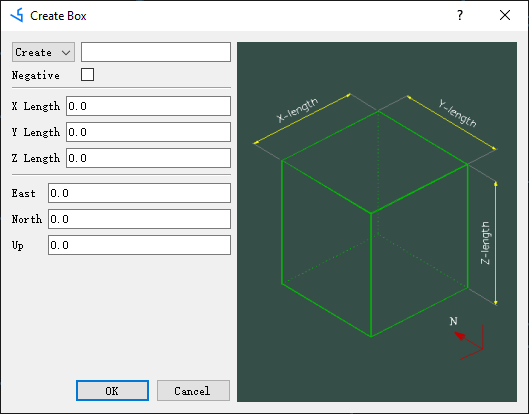 Create Box
?
Create
Negative
X Length 0.0
Y Length 0.0
Z Length 0.0
East 0.0
North 0.0
Up 0.0
OK Cancel
X-length
Y-length
Z-length
N